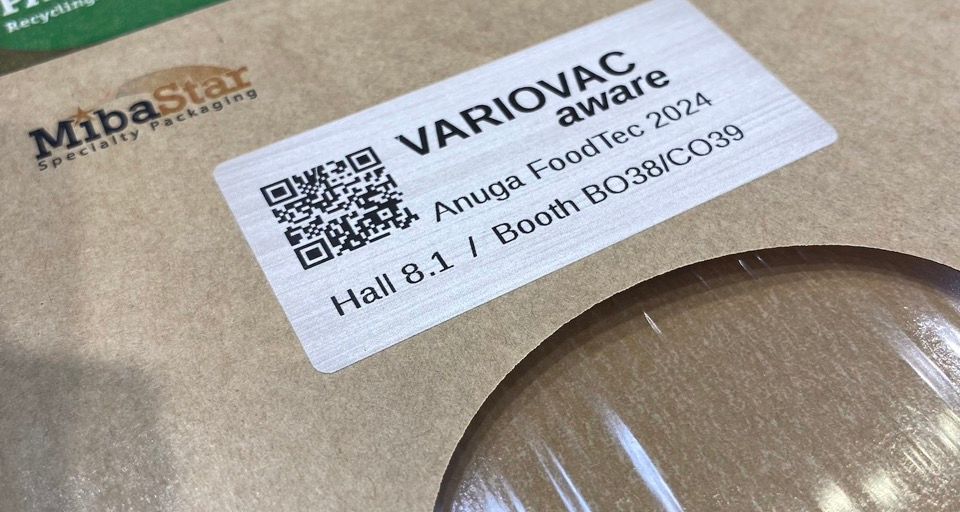 Recycling
MibaStar
Specialty Packaging
VARIOVAC
aware
Anuga FoodTec 2024
Hall 8.1 / Booth BO38/CO39